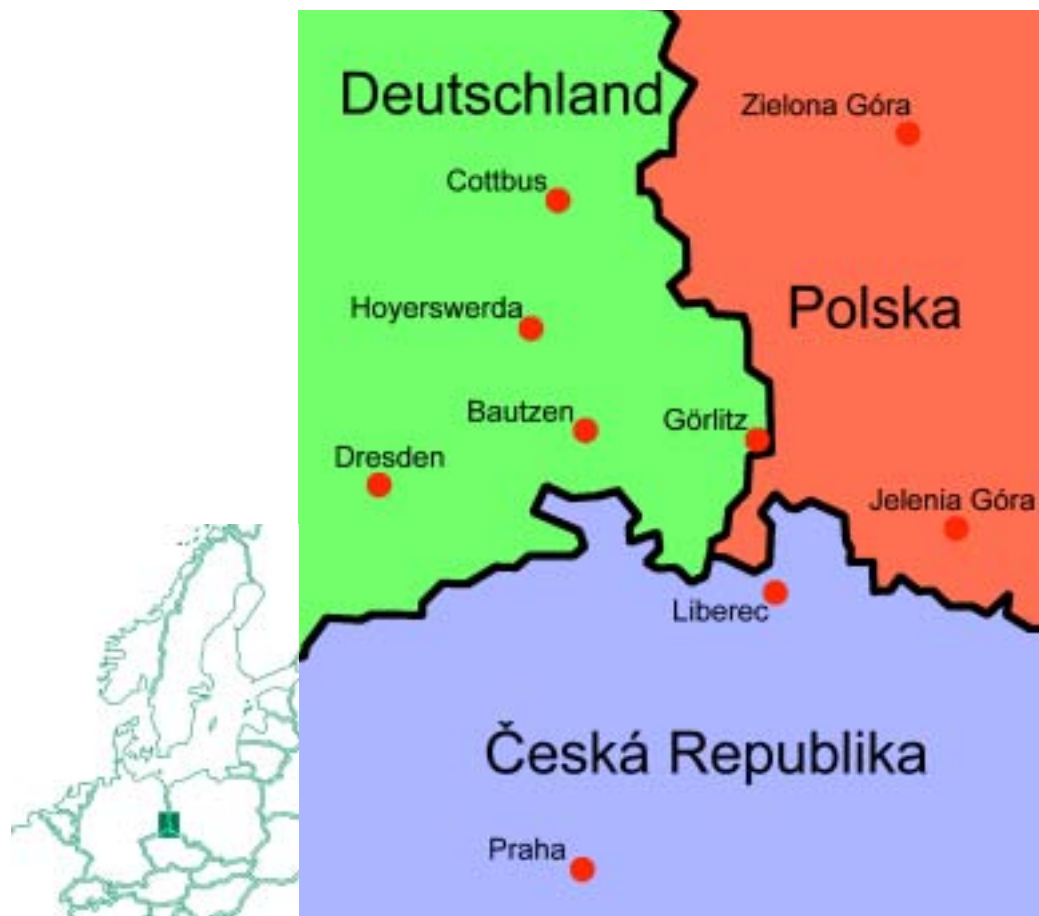 Deutschland
Zielona Góra
Cottbus
Polska
Hoyerswerda
Bautzen
Görlitz
Dresden
Jelenia Góra
Liberec
Česká Republika
Praha